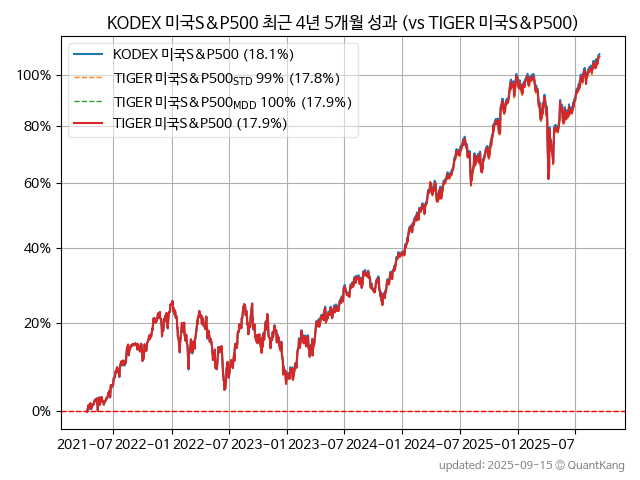 KODEX 미국S&P500 최근 4년 5개월 성과 (vs TIGER 미국S&P500)
KODEX 미국S&P500 (18.1%)
TIGER 미국S&P500STD 99% (17.8%)
TIGER 미국S&P500MDD 100% (17.9%)
TIGER 미국S&P500 (17.9%)
100%
80%
60%
40%
20%
0%
2021-07 2022-01 2022-07 2023-01 2023-07 2024-01 2024-07 2025-01 2025-07
updated: 2025-09-15 © QuantKang